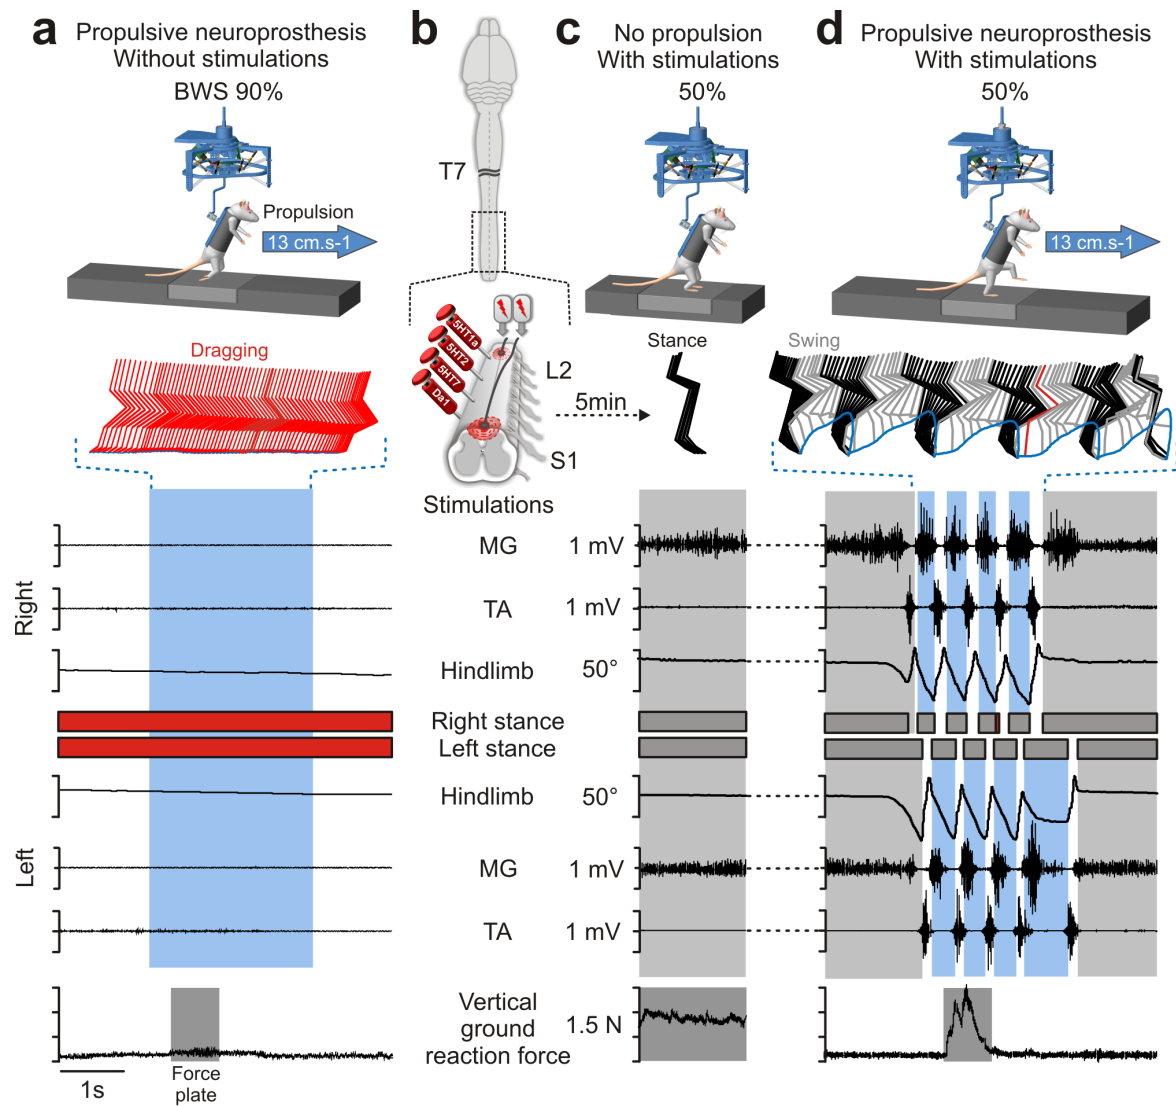 a
Propulsive neuroprosthesis
Without stimulations
BWS 90%
Propulsion
13 cm.s-1
Dragging
b
T7
5HT1a
5HT2
5HT7
Da1
L2
S1
Stimulations
5min
c
No propulsion
With stimulations
50%
Stance
d
Propulsive neuroprosthesis
With stimulations
50%
13 cm.s-1
Swing
Right
MG
1 mV
TA
1 mV
Hindlimb
50°
Right stance
Left stance
Left
Hindlimb
50°
MG
1 mV
TA
1 mV
Vertical
ground
reaction force
1.5 N
Force
plate
1s